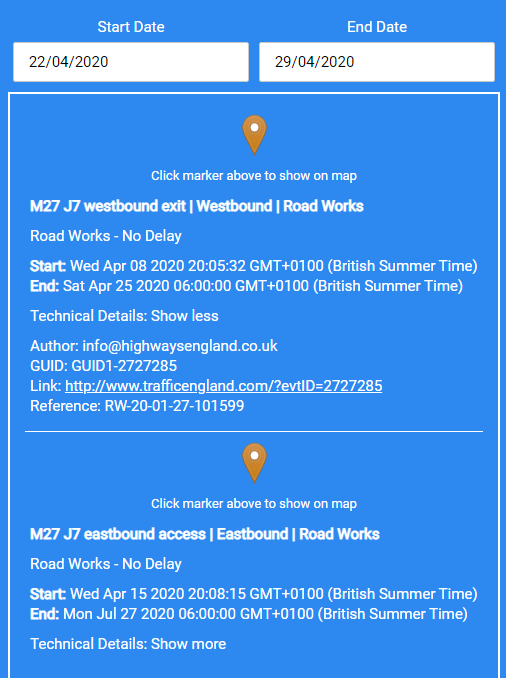 Start Date
End Date
22/04/2020
29/04/2020
Click marker above to show on map
M27 J7 westbound exit | Westbound | Road Works
Road Works - No Delay
Start: Wed Apr 08 2020 20:05:32 GMT+0100 (British Summer Time)
End: Sat Apr 25 2020 06:00:00 GMT+0100 (British Summer Time)
Technical Details: Show less
Author: info@highwaysengland.co.uk
GUID: GUID1-2727285
Link: http://www.trafficengland.com/?evtID=2727285
Reference: RW-20-01-27-101599
Click marker above to show on map
M27 J7 eastbound access | Eastbound | Road Works
Road Works - No Delay
Start: Wed Apr 15 2020 20:08:15 GMT+0100 (British Summer Time)
End: Mon Jul 27 2020 06:00:00 GMT+0100 (British Summer Time)
Technical Details: Show more